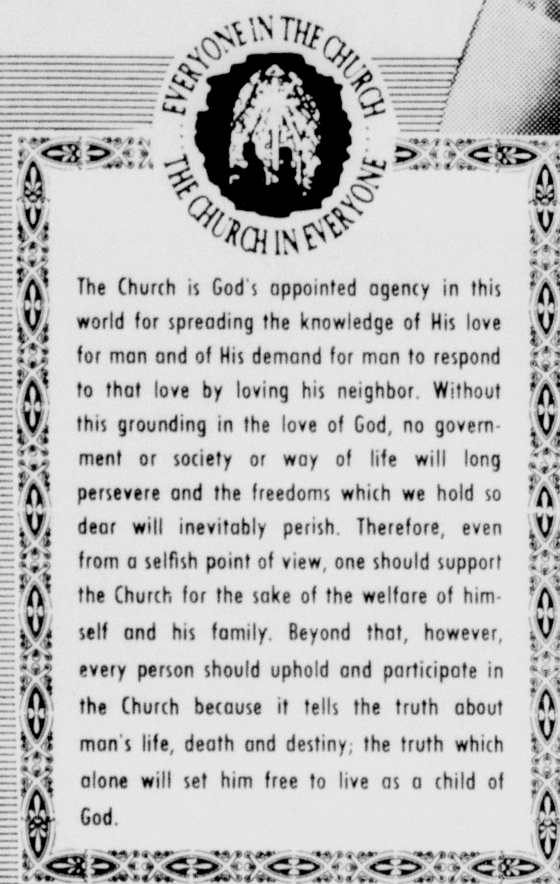 EVERYONE IN THE CHURCH
THE CHURCH IN EVERYONE
The Church is God's appointed agency in this
world for spreading the knowledge of His love
for man and of His demand for man to respond
to that love by loving his neighbor. Without
this grounding in the love of God, no govern-
ment or society or way of life will long
persevere and the freedoms which we hold so
dear will inevitably perish. Therefore, even
from a selfish point of view, one should support
the Church for the sake of the welfare of him-
self and his family. Beyond that, however,
every person should uphold and participate in
the Church because it tells the truth about
man's life, death and destiny; the truth which
alone will set him free to live as a child of
God.